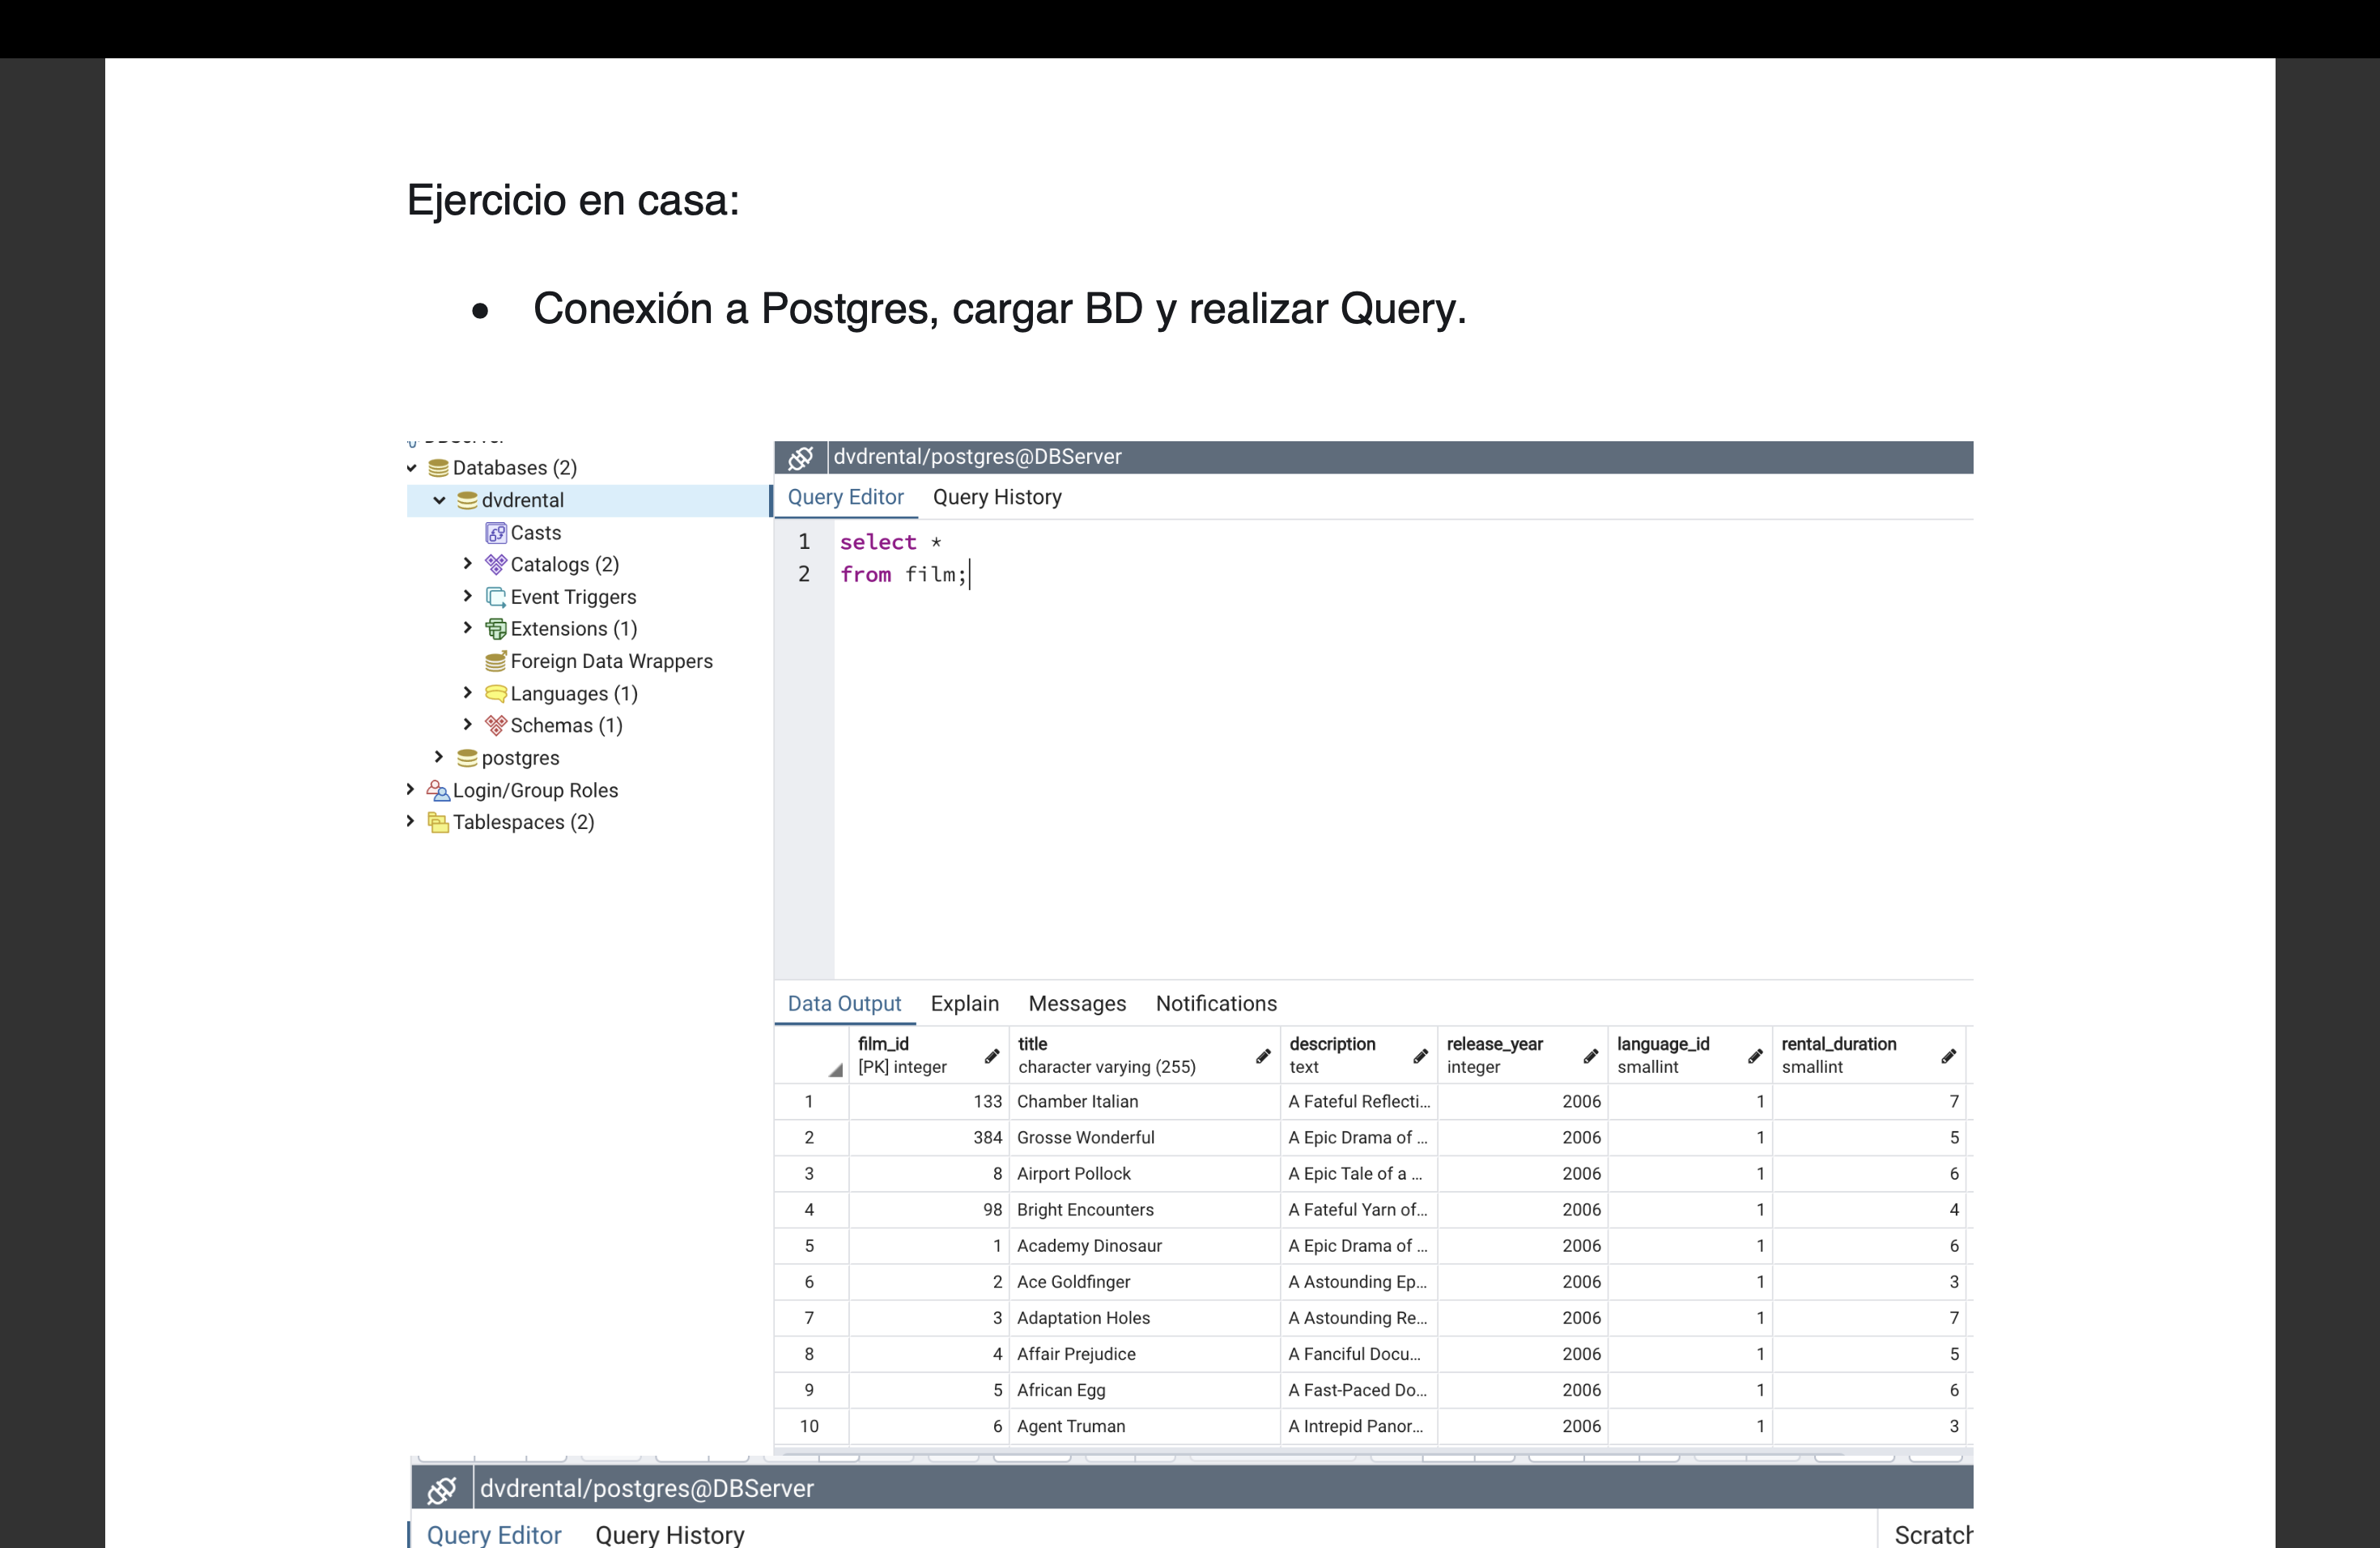 Ejercicio en casa:
• Conexión a Postgres, cargar BD y realizar Query.
Databases (2)
dvdrental
Casts
Catalogs (2)
Event Triggers
Extensions (1)
Foreign Data Wrappers
Languages (1)
Schemas (1)
postgres
Login/Group Roles
Tablespaces (2)
dvdrental/postgres@DBServer
Query Editor Query History
1 select *
2 from film;
Data Output Explain Messages Notifications
film_id title description release_year language_id rental_duration
[PK] integer character varying (255) text integer smallint smallint
1 133 Chamber Italian A Fateful Reflecti... 2006 1 7
2 384 Grosse Wonderful A Epic Drama of ... 2006 1 5
3 8 Airport Pollock A Epic Tale of a ... 2006 1 6
4 98 Bright Encounters A Fateful Yarn of... 2006 1 4
5 1 Academy Dinosaur A Epic Drama of ... 2006 1 6
6 2 Ace Goldfinger A Astounding Ep... 2006 1 3
7 3 Adaptation Holes A Astounding Re... 2006 1 7
8 4 Affair Prejudice A Fanciful Docu... 2006 1 5
9 5 African Egg A Fast-Paced Do... 2006 1 6
10 6 Agent Truman A Intrepid Panor... 2006 1 3
dvdrental/postgres@DBServer
Query Editor Query History Scratch